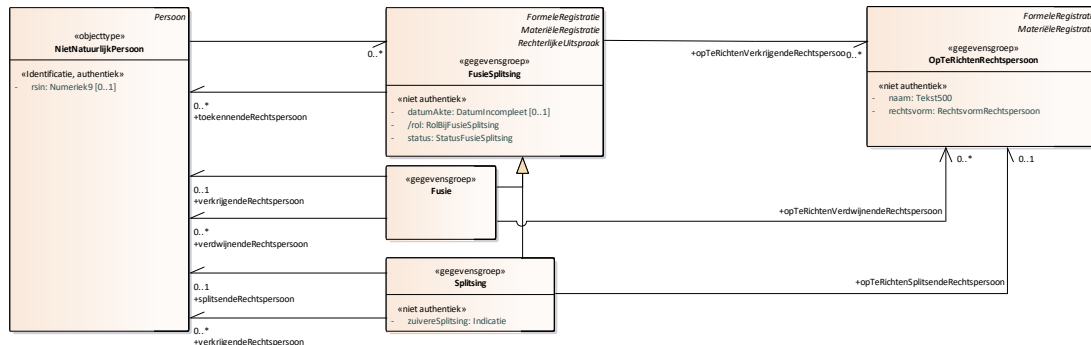 Persoon
«objecttype»
NietNatuurlijkPersoon
«Identificatie, authentiek»
- rsin: Numeriek9 [0..1]
0..*
FormeleRegistratie
MateriëleRegistratie
RechterlijkeUitspraak
«gegevensgroep»
FusieSplitsing
«niet authentiek»
- datumAkte: DatumIncompleet [0..1]
- /rol: RolBijFusieSplitsing
- status: StatusFusieSplitsing
+opTeRichtenVerkrijgendeRechtspersoon
0..*
FormeleRegistratie
MaterieleRegistrati
«gegevensgroep»
OpTeRichtenRechtspersoon
«niet authentiek»
- naam: Tekst500
- rechtsvorm: RechtsvormRechtspersoon
0..*
+toekennendeRechtspersoon
«gegevensgroep»
Fusie
0..1
+verkrijgendeRechtspersoon
0..*
+verdwijnendeRechtspersoon
+opTeRichtenVerdwijnendeRechtspersoon
0..*
0..1
«gegevensgroep»
Splitsing
«niet authentiek»
- zuivereSplitsing: Indicatie
0..1
+splitsendeRechtspersoon
0..*
+verkrijgendeRechtspersoon
+opTeRichtenSplitsendeRechtspersoon